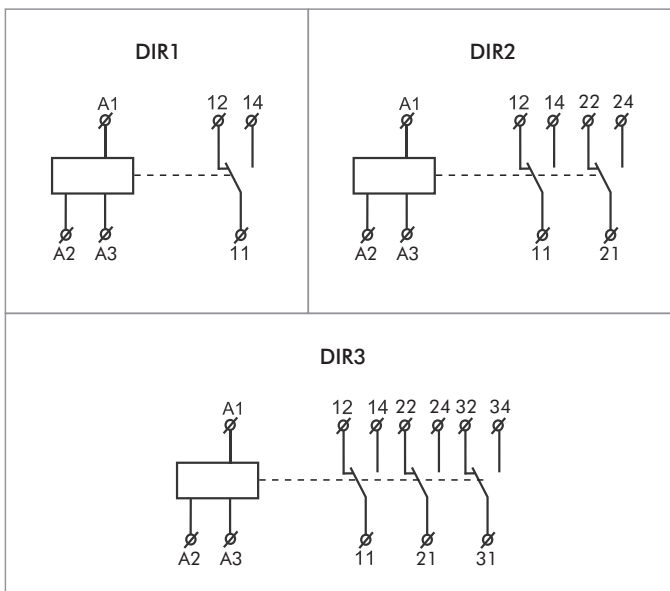 DIR1
A1 12 14
A2 A3 11
DIR2
A1 12 14 22 24
A2 A3 11 21
DIR3
A1 12 14 22 24 32 34
A2 A3 11 21 31